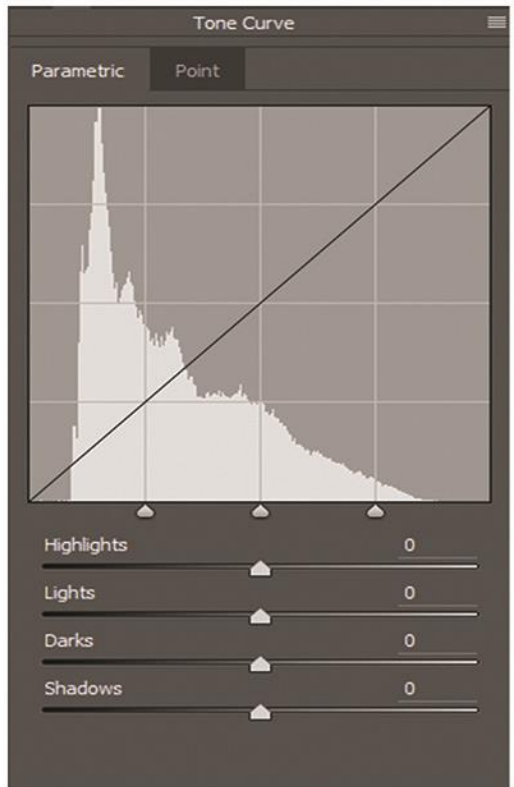 Tone Curve
Parametric Point
Highlights 0
Lights 0
Darks 0
Shadows 0